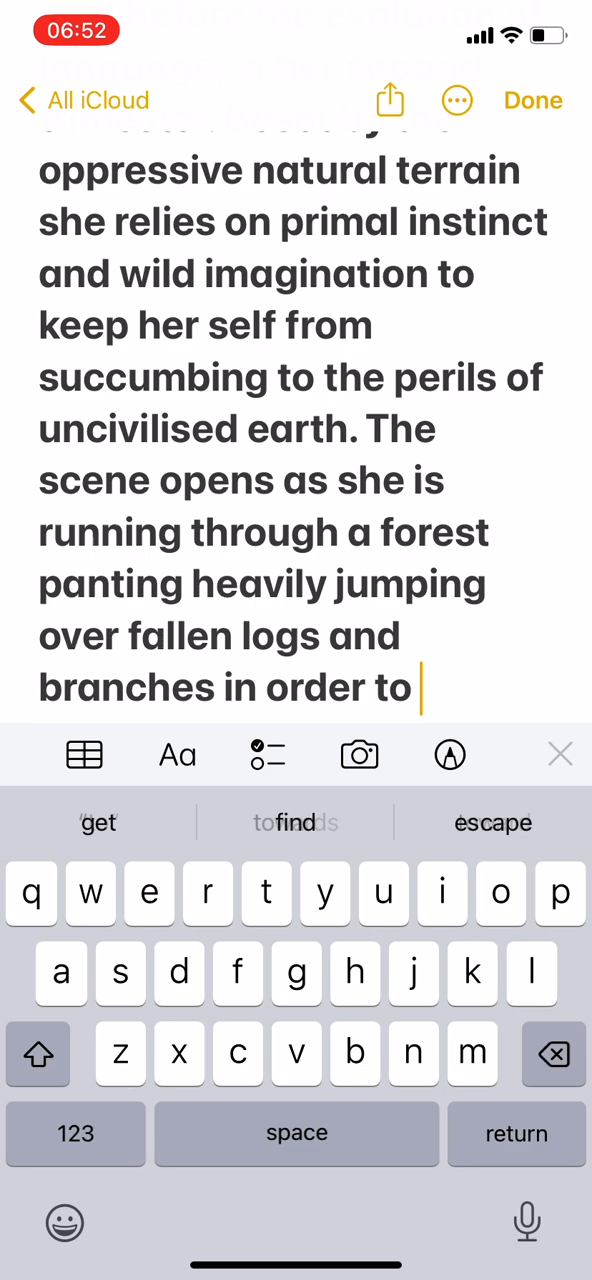 06:52
All iCloud
Done
oppressive natural terrain
she relies on primal instinct
and wild imagination to
keep her self from
succumbing to the perils of
uncivilised earth. The
scene opens as she is
running through a forest
panting heavily jumping
over fallen logs and
branches in order to
Aa
get find escape
q w e r t y u i o p
a s d f g h j k l
z x c v b n m
123 space return